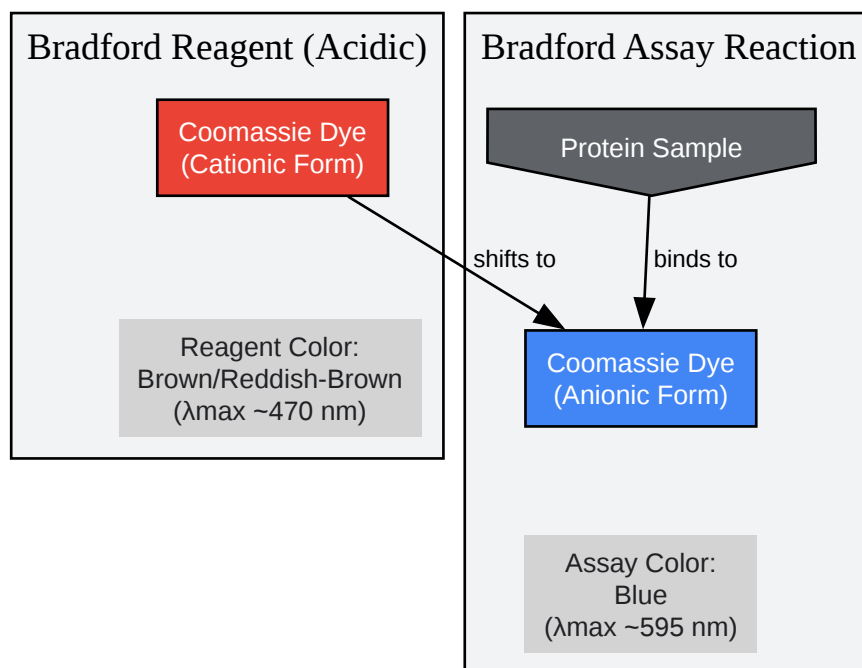 Bradford Reagent (Acidic)
Coomassie Dye
(Cationic Form)
Reagent Color:
Brown/Reddish-Brown
(λmax ~470 nm)
Bradford Assay Reaction
Protein Sample
shifts to
binds to
Coomassie Dye
(Anionic Form)
Assay Color:
Blue
(λmax ~595 nm)